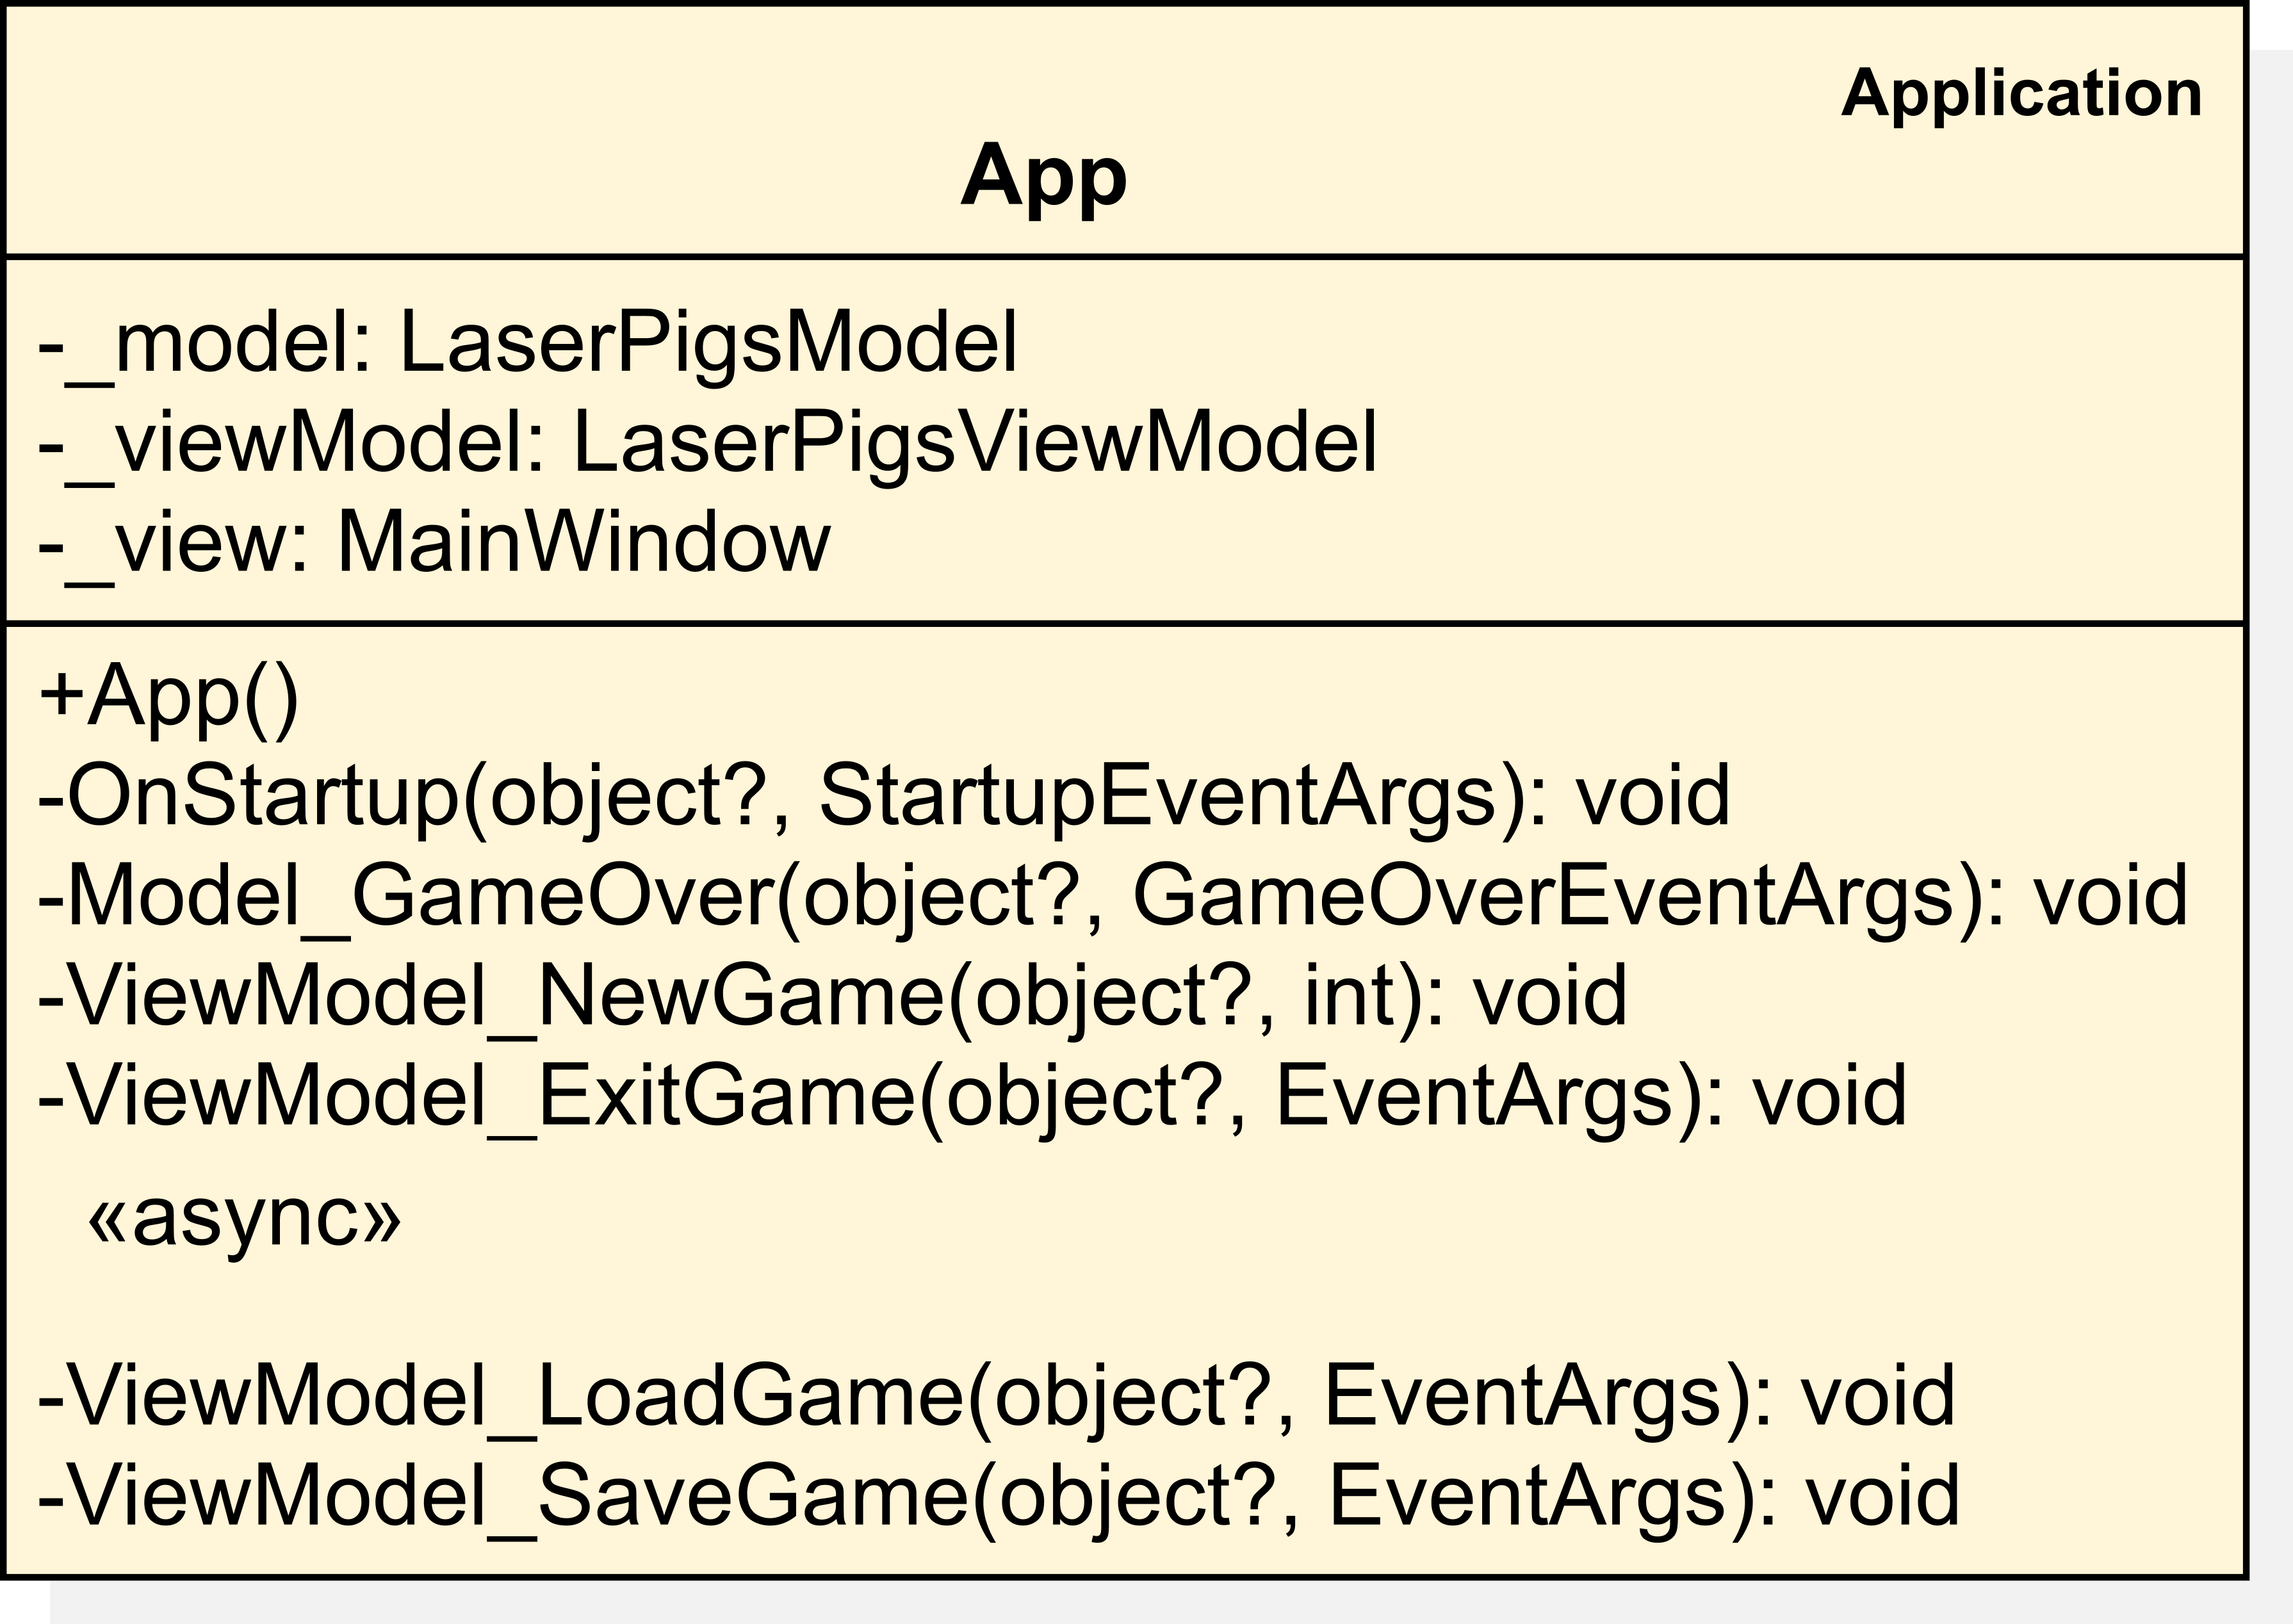 Application
App
-_model: LaserPigsModel
-_viewModel: LaserPigsViewModel
-_view: MainWindow
+App()
-OnStartup(object?, StartupEventArgs): void
-Model_GameOver(object?, GameOverEventArgs): void
-ViewModel_NewGame(object?, int): void
-ViewModel_ExitGame(object?, EventArgs): void
«async»
-ViewModel_LoadGame(object?, EventArgs): void
-ViewModel_SaveGame(object?, EventArgs): void